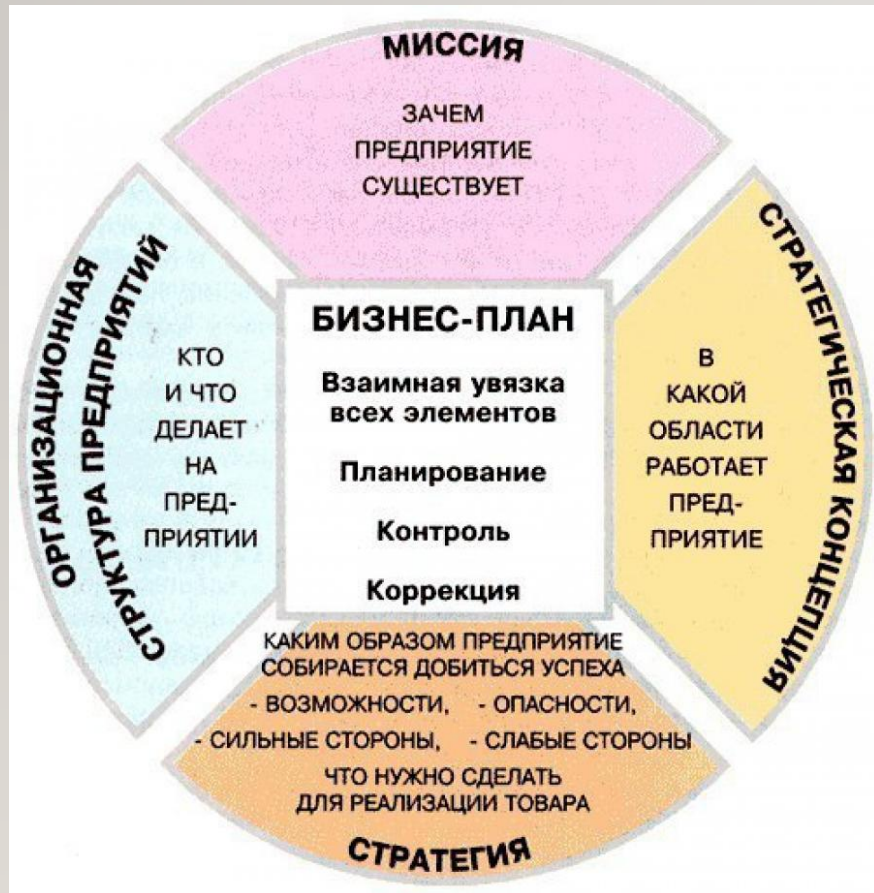 МИССИЯ
ЗАЧЕМ
ПРЕДПРИЯТИЕ
СУЩЕСТВУЕТ
ОРГАНИЗАЦИОННАЯ
СТРУКТУРА ПРЕДПРИЯТИЙ
КТО
И ЧТО
ДЕЛАЕТ
НА
ПРЕД-
ПРИЯТИИ
БИЗНЕС-ПЛАН
Взаимная увязка
всех элементов
Планирование
Контроль
Коррекция
СТРАТЕГИЧЕСКАЯ КОНЦЕПЦИЯ
В
КАКОЙ
ОБЛАСТИ
РАБОТАЕТ
ПРЕД-
ПРИЯТИЕ
КАКИМ ОБРАЗОМ ПРЕДПРИЯТИЕ
СОБИРАЕТСЯ ДОБИТЬСЯ УСПЕХА
- ВОЗМОЖНОСТИ, - ОПАСНОСТИ,
- СИЛЬНЫЕ СТОРОНЫ, - СЛАБЫЕ СТОРОНЫ
ЧТО НУЖНО СДЕЛАТЬ
ДЛЯ РЕАЛИЗАЦИИ ТОВАРА
СТРАТЕГИЯ